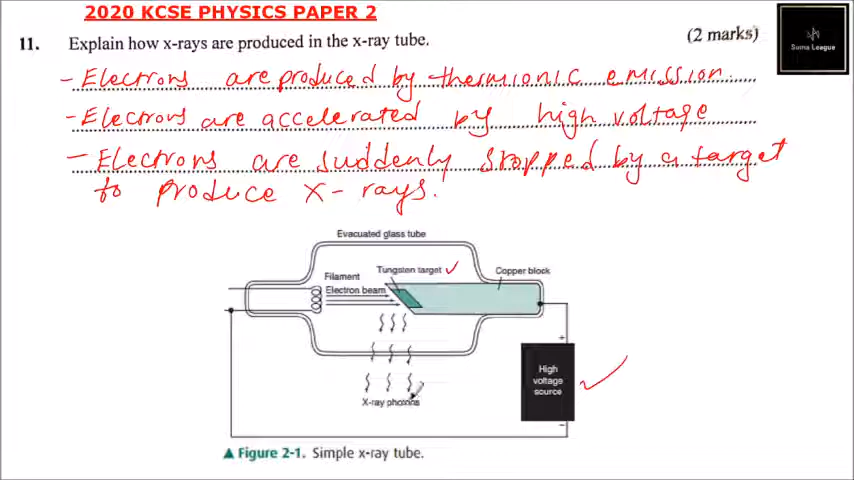 2020 KCSE PHYSICS PAPER 2
11. Explain how x-rays are produced in the x-ray tube. (2 marks)
Suma League
- Electrons are produced by thermionic emission.
- Electrons are accelerated by high voltage
- Electrons are suddenly stopped by a target
to produce X-rays.
Evacuated glass tube
Tungsten target
Copper block
Filament
Electron beam
+
High
voltage
source
X-ray photons
−
▲ Figure 2-1. Simple x-ray tube.